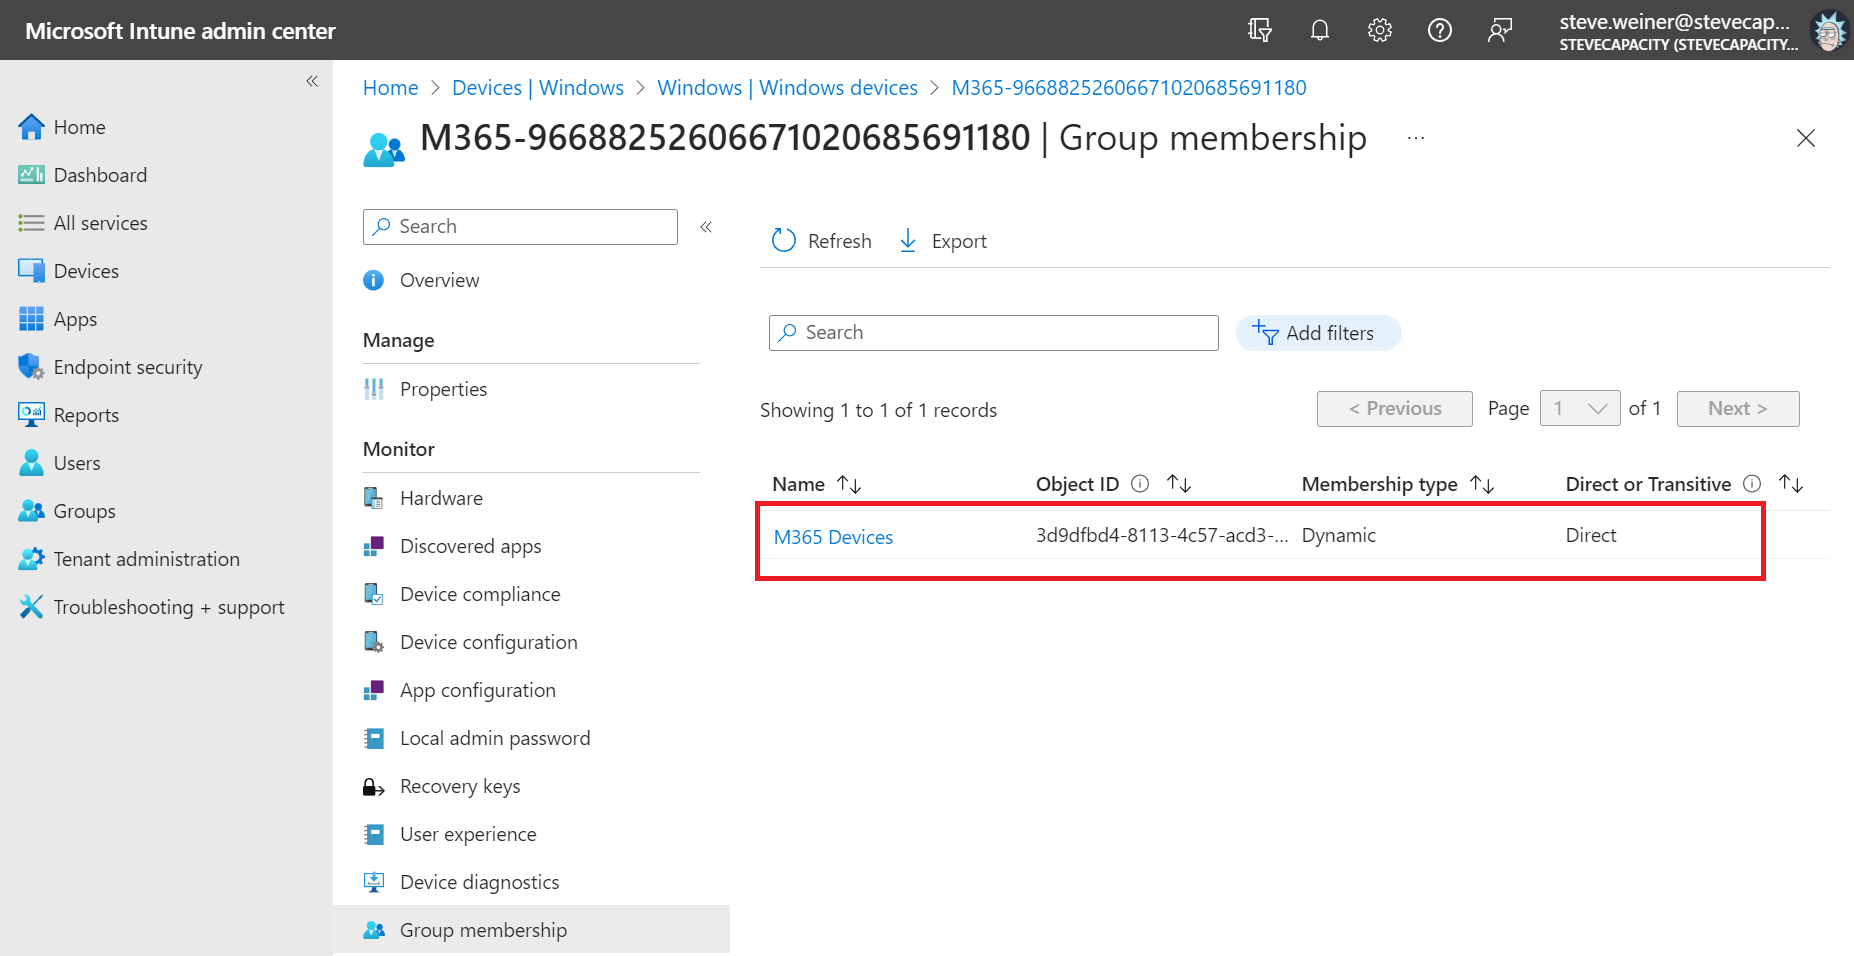 Microsoft Intune admin center
steve.weiner@stevecap...
STEVECAPACITY (STEVECAPACITY...
Home
Dashboard
All services
Devices
Apps
Endpoint security
Reports
Users
Groups
Tenant administration
Troubleshooting + support
Home > Devices | Windows > Windows | Windows devices > M365-96688252606671020685691180
M365-96688252606671020685691180 | Group membership ...
Search
Overview
Manage
Properties
Monitor
Hardware
Discovered apps
Device compliance
Device configuration
App configuration
Local admin password
Recovery keys
User experience
Device diagnostics
Group membership
Refresh Export
Search Add filters
Showing 1 to 1 of 1 records < Previous Page 1 of 1 Next >
Name Object ID Membership type Direct or Transitive
M365 Devices 3d9dfbd4-8113-4c57-acd3-... Dynamic Direct